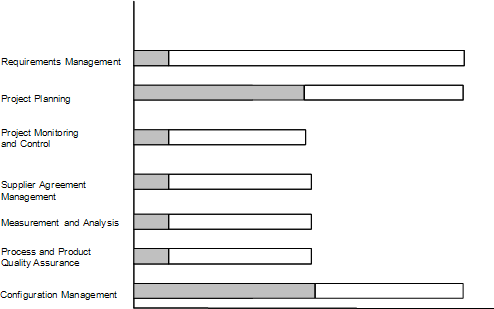 Requirements Management
Project Planning
Project Monitoring
and Control
Supplier Agreement
Management
Measurement and Analysis
Process and Product
Quality Assurance
Configuration Management